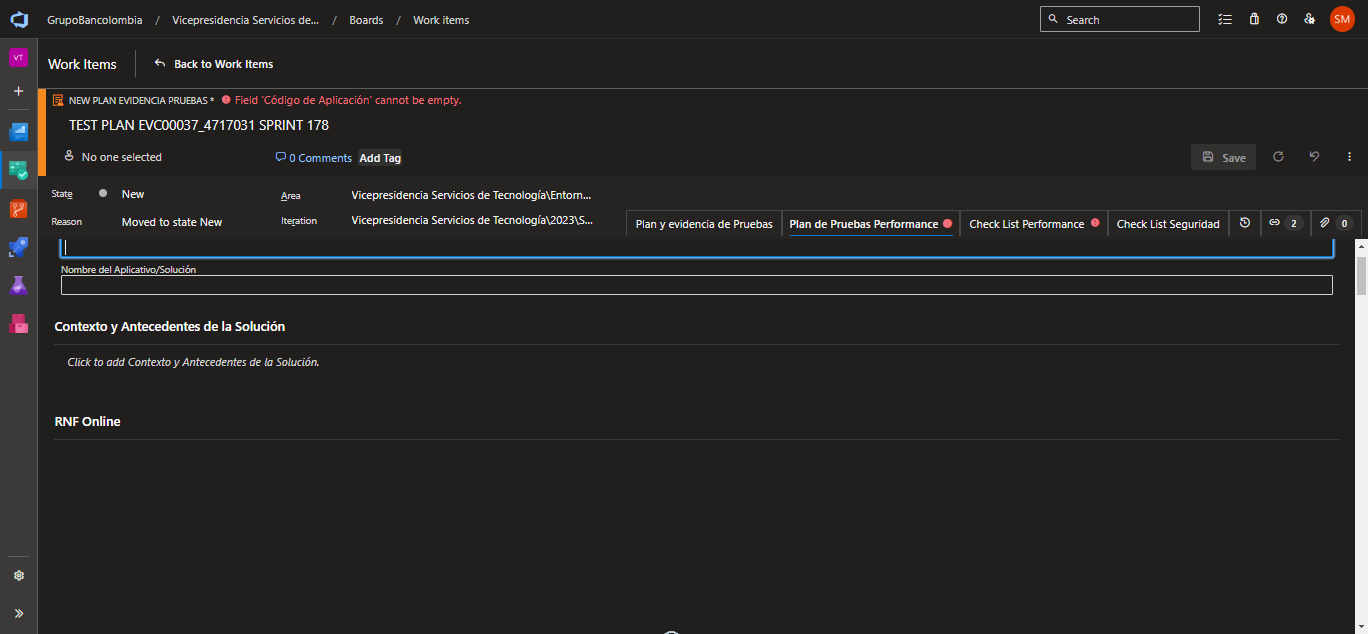 GrupoBancolombia / Vicepresidencia Servicios de... / Boards / Work items
Search
SM
VT
Work Items
Back to Work Items
NEW PLAN EVIDENCIA PRUEBAS * Field 'Código de Aplicación' cannot be empty.
TEST PLAN EVC00037_4717031 SPRINT 178
No one selected
0 Comments
Add Tag
Save
State
New
Area
Vicepresidencia Servicios de Tecnología\Entorn...
Reason
Moved to state New
Iteration
Vicepresidencia Servicios de Tecnología\2023\S...
Plan y evidencia de Pruebas
Plan de Pruebas Performance
Check List Performance
Check List Seguridad
2
0
Nombre del Aplicativo/Solución
Contexto y Antecedentes de la Solución
Click to add Contexto y Antecedentes de la Solución.
RNF Online